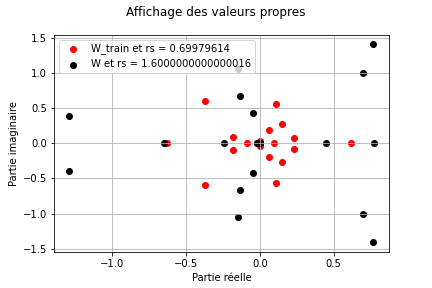 Affichage des valeurs propres
W_train et rs = 0.69979614
W et rs = 1.6000000000000016
Partie imaginaire
1.5
1.0
0.5
0.0
−0.5
−1.0
−1.5
−1.0
−0.5
0.0
0.5
Partie réelle